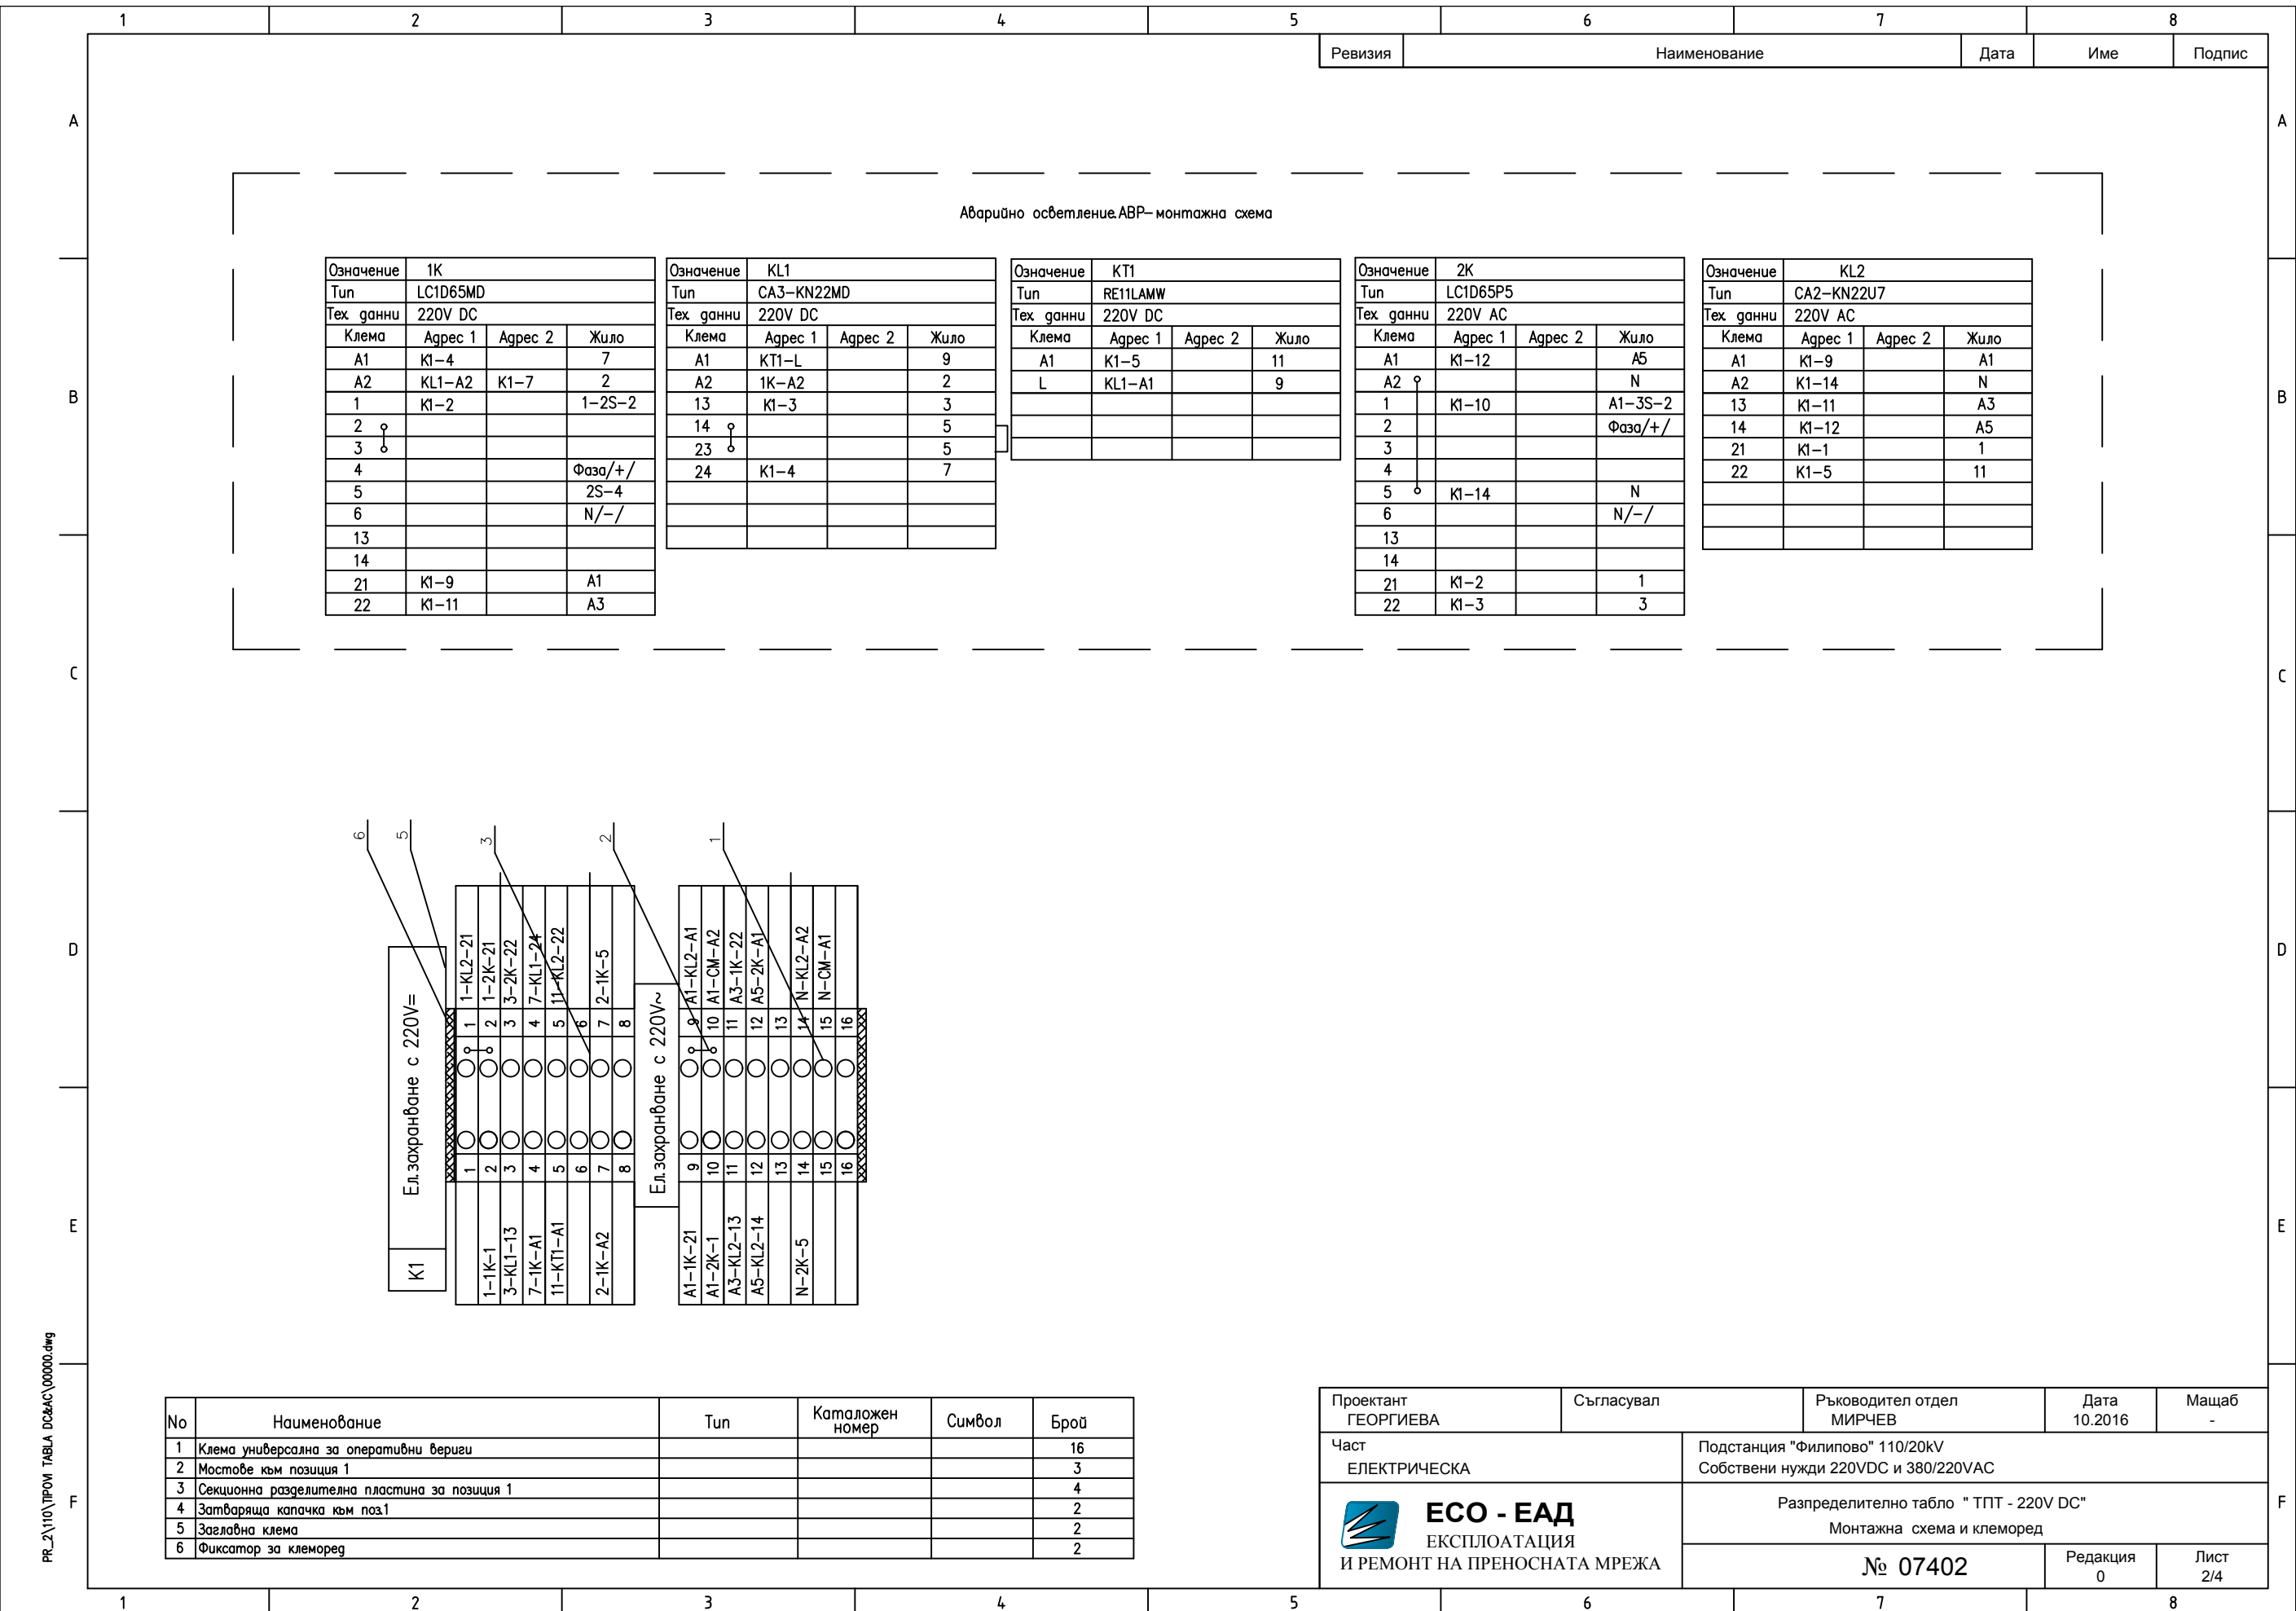 1 2 3 4 5 6 7 8
Ревизия Наименование Дата Име Подпис
A A
B B
C C
D D
E E
F F
Аварийно осветление.АВР–монтажна схема
Означение 1K
Тип LC1D65MD
Тех. данни 220V DC
Клема Адрес 1 Адрес 2 Жило
A1 K1–4 7
A2 KL1–A2 K1–7 2
1 K1–2 1–2S–2
2
3
4 Фаза/+/
5 2S–4
6 N/–/
13
14
21 K1–9 A1
22 K1–11 A3
Означение KL1
Тип CA3–KN22MD
Тех. данни 220V DC
Клема Адрес 1 Адрес 2 Жило
A1 KT1–L 9
A2 1K–A2 2
13 K1–3 3
14 5
23 5
24 K1–4 7
Означение KT1
Тип RE11LAMW
Тех. данни 220V DC
Клема Адрес 1 Адрес 2 Жило
A1 K1–5 11
L KL1–A1 9
Означение 2K
Тип LC1D65P5
Тех. данни 220V AC
Клема Адрес 1 Адрес 2 Жило
A1 K1–12 A5
A2 N
1 K1–10 A1–3S–2
2 Фаза/+/
3
4
5 K1–14 N
6 N/–/
13
14
21 K1–2 1
22 K1–3 3
Означение KL2
Тип CA2–KN22U7
Тех. данни 220V AC
Клема Адрес 1 Адрес 2 Жило
A1 K1–9 A1
A2 K1–14 N
13 K1–11 A3
14 K1–12 A5
21 K1–1 1
22 K1–5 11
6 5 3 2 1
K1 Ел.захранване с 220V=
1–KL2–21
1–2K–21
3–2K–22
7–KL1–24
11–KL2–22
2–1K–5
1 2 3 4 5 6 7 8
1 2 3 4 5 6 7 8
1–1K–1
3–KL1–13
7–1K–A1
11–KT1–A1
2–1K–A2
Ел.захранване с 220V~
A1–KL2–A1
A1–CM–A2
A3–1K–22
A5–2K–A1
N–KL2–A2
N–CM–A1
9 10 11 12 13 14 15 16
9 10 11 12 13 14 15 16
A1–1K–21
A1–2K–1
A3–KL2–13
A5–KL2–14
N–2K–5
No Наименование Тип Каталожен номер Символ Брой
1 Клема универсална за оперативни вериги 16
2 Мостове към позиция 1 3
3 Секционна разделителна пластина за позиция 1 4
4 Затваряща капачка към поз.1 2
5 Заглавна клема 2
6 Фиксатор за клеморед 2
PR_2\110\TIPOVI TABLA DC&AC\00000.dwg
Проектант Съгласувал Ръководител отдел Дата Мащаб
ГЕОРГИЕВА МИРЧЕВ 10.2016 -
Част
ЕЛЕКТРИЧЕСКА
Подстанция "Филипово" 110/20kV
Собствени нужди 220VDC и 380/220VAC
ЕСО - ЕАД
ЕКСПЛОАТАЦИЯ
И РЕМОНТ НА ПРЕНОСНАТА МРЕЖА
Разпределително табло " ТПТ - 220V DC"
Монтажна схема и клеморед
№ 07402
Редакция
0
Лист
2/4
1 2 3 4 5 6 7 8